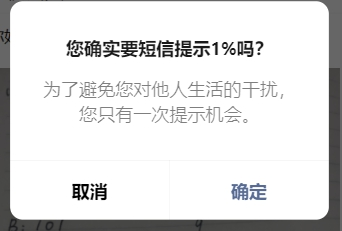 您确实要短信提示1%吗?
为了避免您对他人生活的干扰，
您只有一次提示机会。
取消
确定